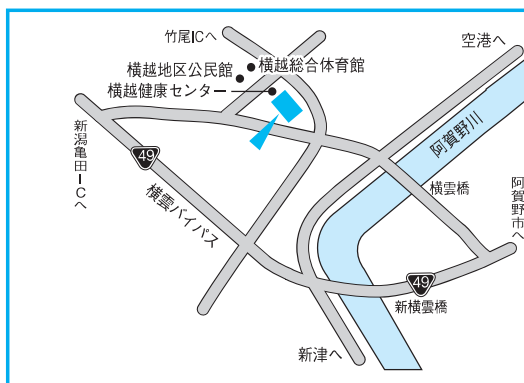 竹尾ICへ
空港へ
横越総合体育館
横越地区公民館
横越健康センター
新潟亀田ICへ
49
横雲バイパス
阿賀野川
横雲橋
阿賀野市へ
49
新横雲橋
新津へ